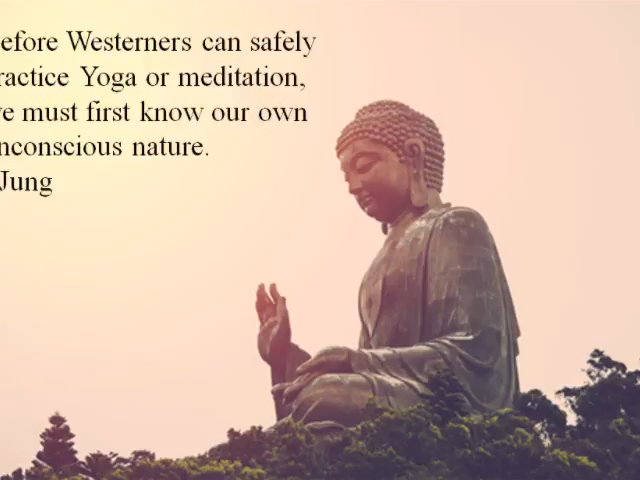 efore Westerners can safely
ractice Yoga or meditation,
e must first know our own
nconscious nature.
Jung